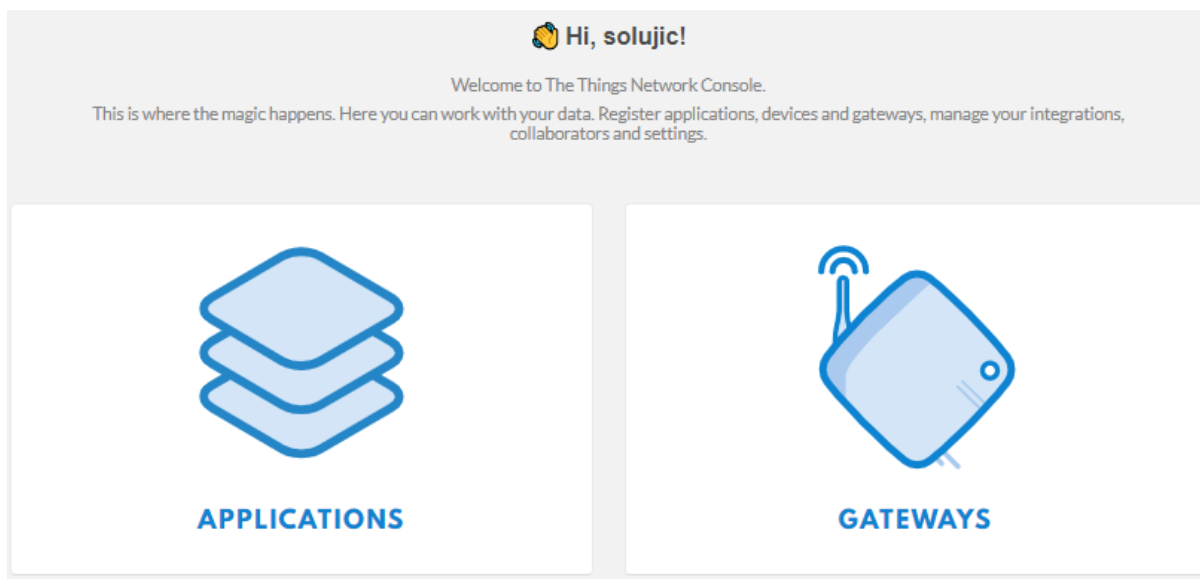 Hi, solujic!
Welcome to The Things Network Console.
This is where the magic happens. Here you can work with your data. Register applications, devices and gateways, manage your integrations,
collaborators and settings.
APPLICATIONS
GATEWAYS